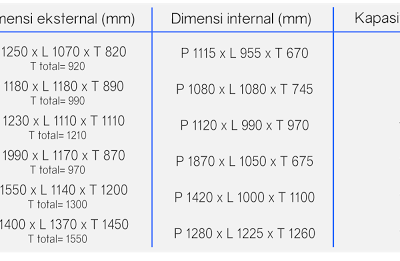 mensi eksternal (mm) Dimensi internal (mm) Kapasi
1250 x L 1070 x T 820 P 1115 x L 955 x T 670
T total= 920
1180 x L 1180 x T 890 P 1080 x L 1080 x T 745
T total= 990
1230 x L 1110 x T 1110 P 1120 x L 990 x T 970
T total= 1210
1990 x L 1170 x T 870 P 1870 x L 1050 x T 675
T total= 970
1550 x L 1140 x T 1200 P 1420 x L 1000 x T 1100
T total= 1300
1400 x L 1370 x T 1450 P 1280 x L 1225 x T 1260
T total= 1550